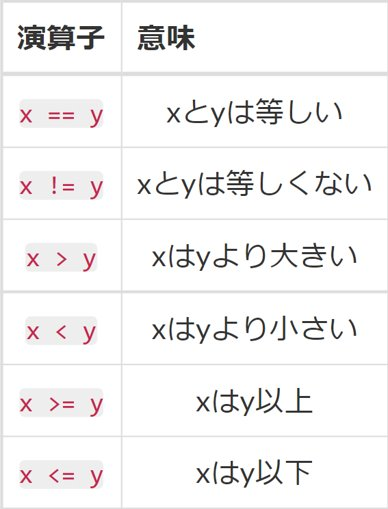 演算子 意味
x == y xとyは等しい
x != y xとyは等しくない
x > y xはyより大きい
x < y xはyより小さい
x >= y xはy以上
x <= y xはy以下